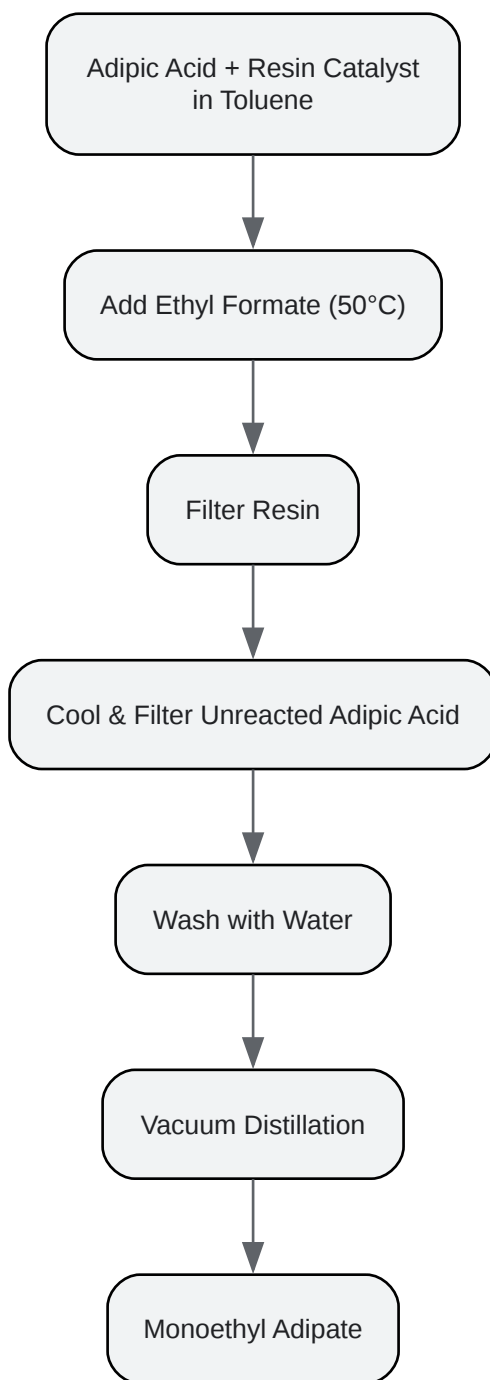 Adipic Acid + Resin Catalyst
in Toluene
Add Ethyl Formate (50°C)
Filter Resin
Cool & Filter Unreacted Adipic Acid
Wash with Water
Vacuum Distillation
Monoethyl Adipate